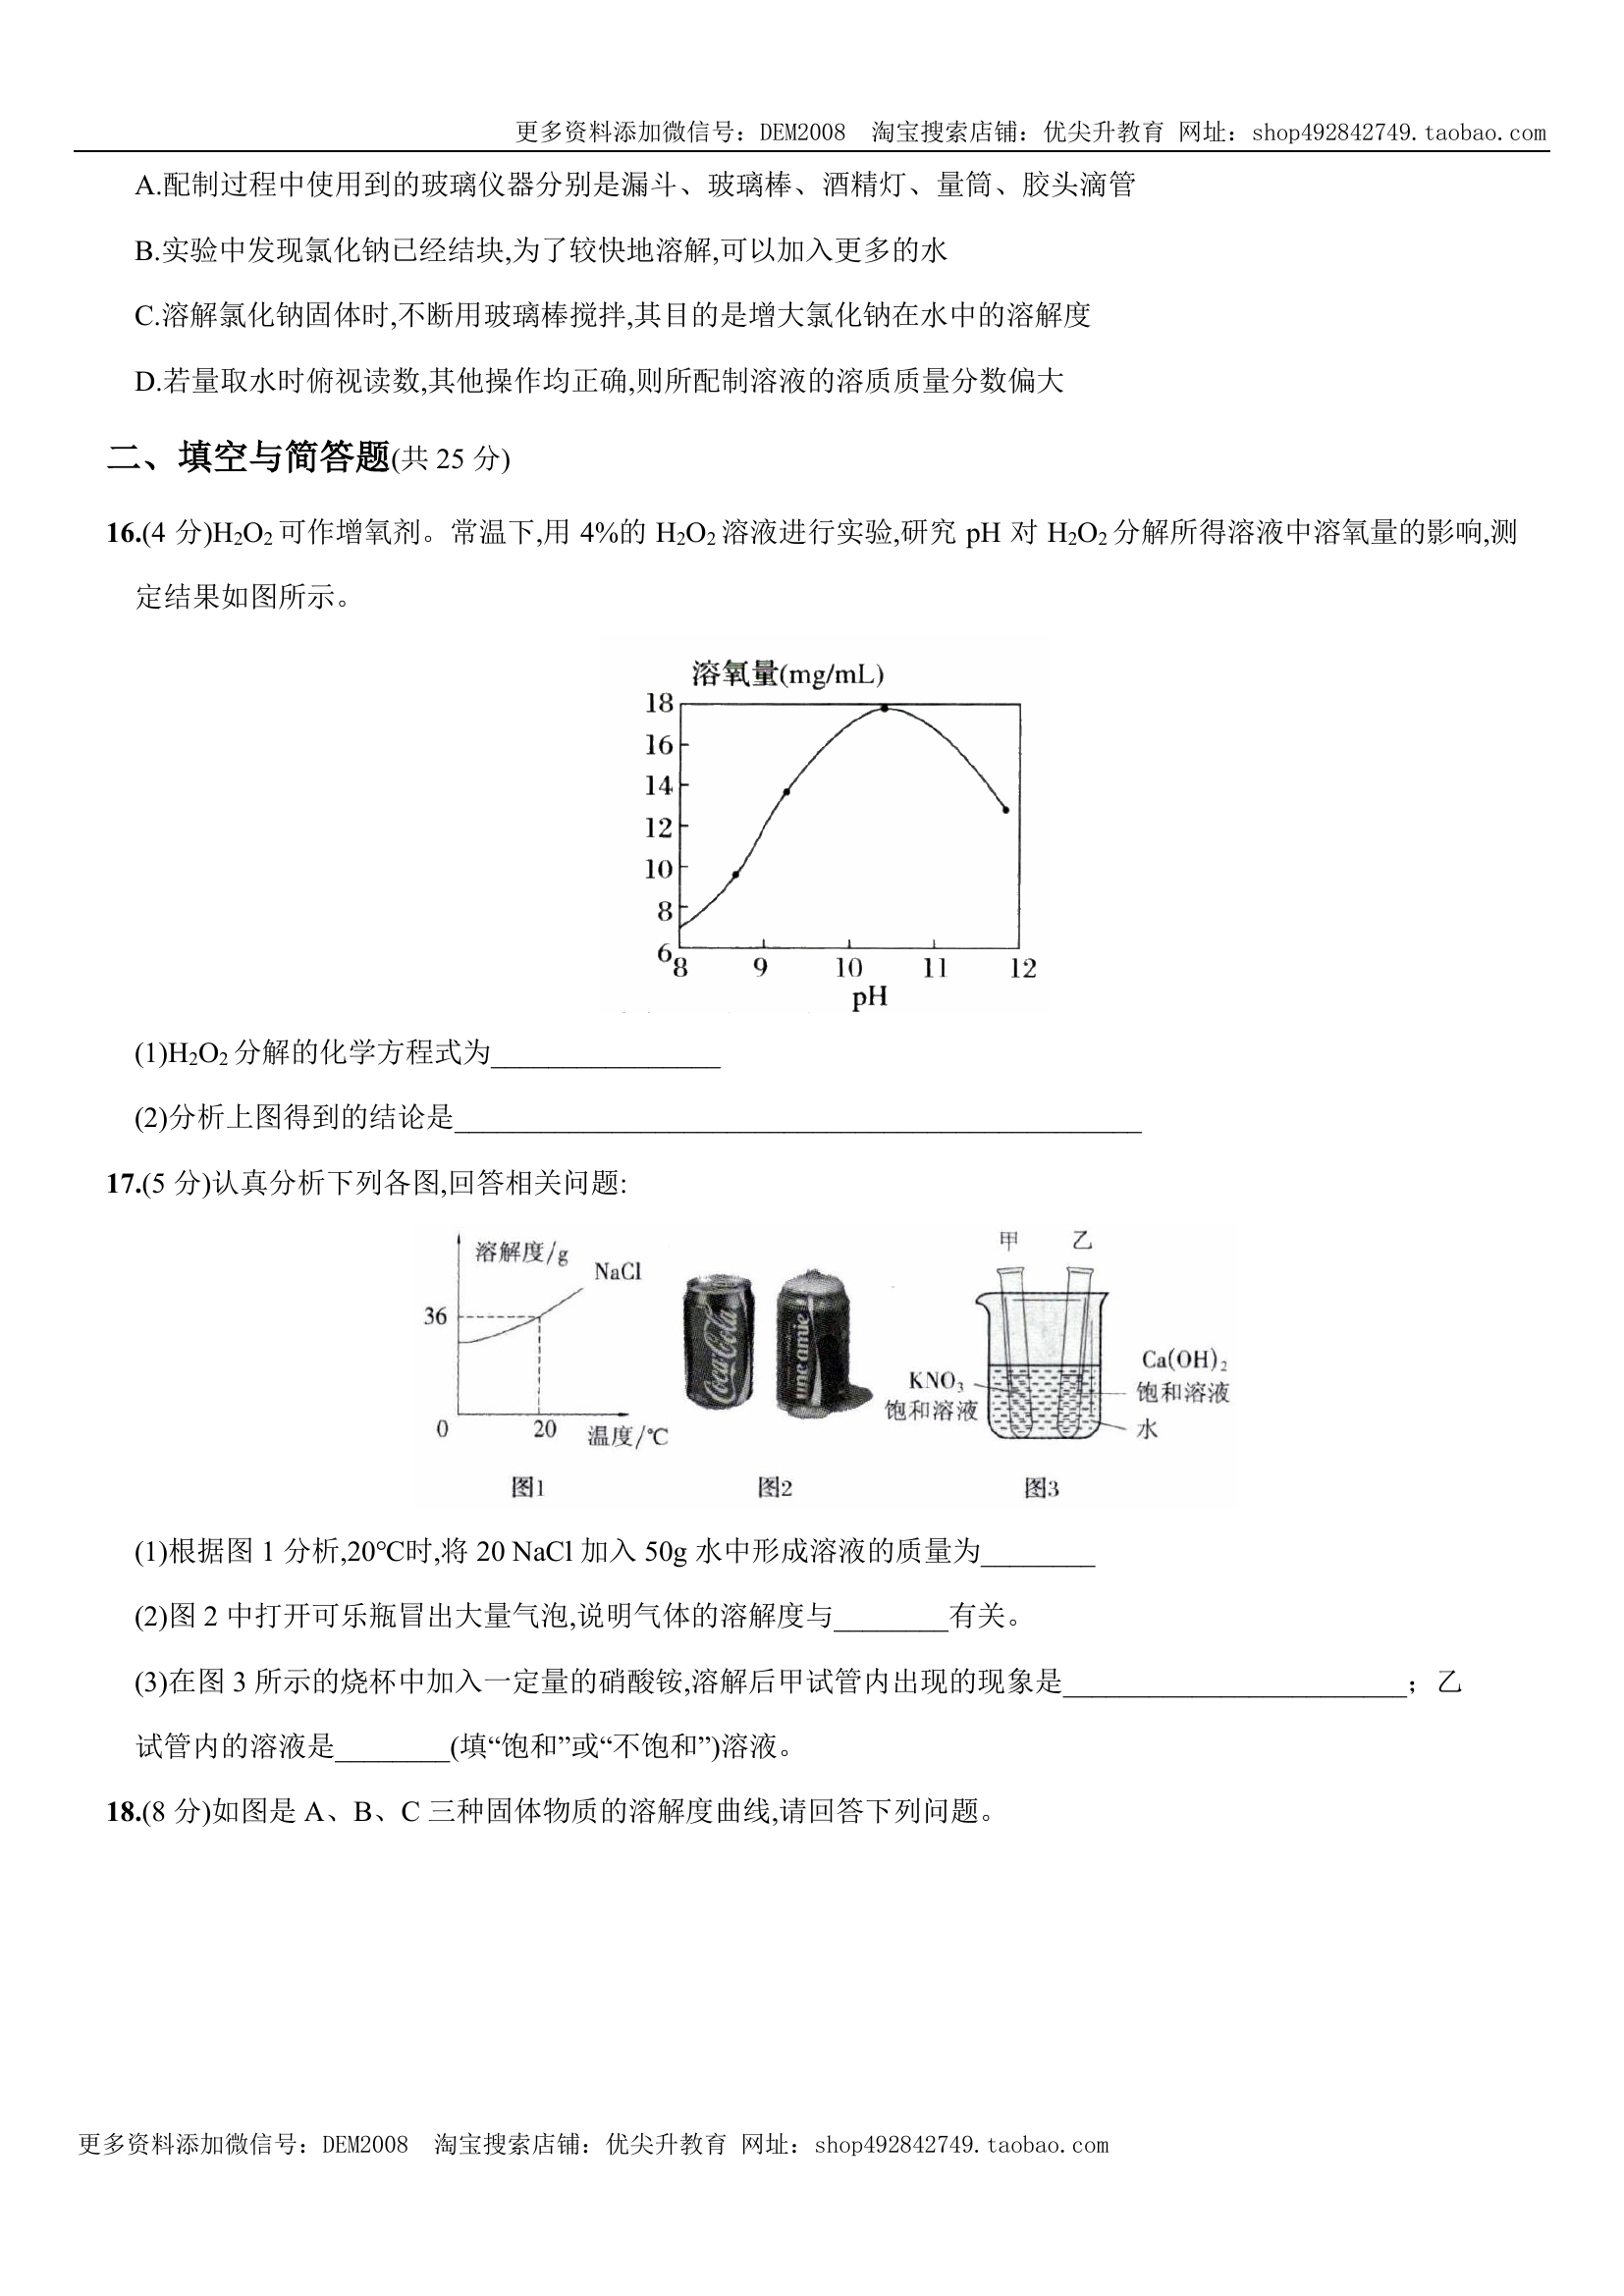 更多资料添加微信号：DEM2008 淘宝搜索店铺：优尖升教育 网址：shop492842749.taobao.com
A.配制过程中使用到的玻璃仪器分别是漏斗、玻璃棒、酒精灯、量筒、胶头滴管
B.实验中发现氯化钠已经结块,为了较快地溶解,可以加入更多的水
C.溶解氯化钠固体时,不断用玻璃棒搅拌,其目的是增大氯化钠在水中的溶解度
D.若量取水时俯视读数,其他操作均正确,则所配制溶液的溶质质量分数偏大
二、填空与简答题(共 25 分)
16.(4 分)H₂O₂可作增氧剂。常温下,用 4%的 H₂O₂溶液进行实验,研究 pH 对 H₂O₂分解所得溶液中溶氧量的影响,测
定结果如图所示。
溶氧量(mg/mL)
18
16
14
12
10
8
6
8 9 10 11 12
pH
(1)H₂O₂分解的化学方程式为________________
(2)分析上图得到的结论是________________________________________________
17.(5 分)认真分析下列各图,回答相关问题:
溶解度/g
NaCl
36
0 20 温度/℃
图1
Coca-Cola
une amie
图2
甲 乙
KNO₃
饱和溶液
Ca(OH)₂
饱和溶液
水
图3
(1)根据图 1 分析,20℃时,将 20 NaCl 加入 50g 水中形成溶液的质量为________
(2)图 2 中打开可乐瓶冒出大量气泡,说明气体的溶解度与________有关。
(3)在图 3 所示的烧杯中加入一定量的硝酸铵,溶解后甲试管内出现的现象是________________________；乙
试管内的溶液是________(填“饱和”或“不饱和”)溶液。
18.(8 分)如图是 A、B、C 三种固体物质的溶解度曲线,请回答下列问题。
更多资料添加微信号：DEM2008 淘宝搜索店铺：优尖升教育 网址：shop492842749.taobao.com